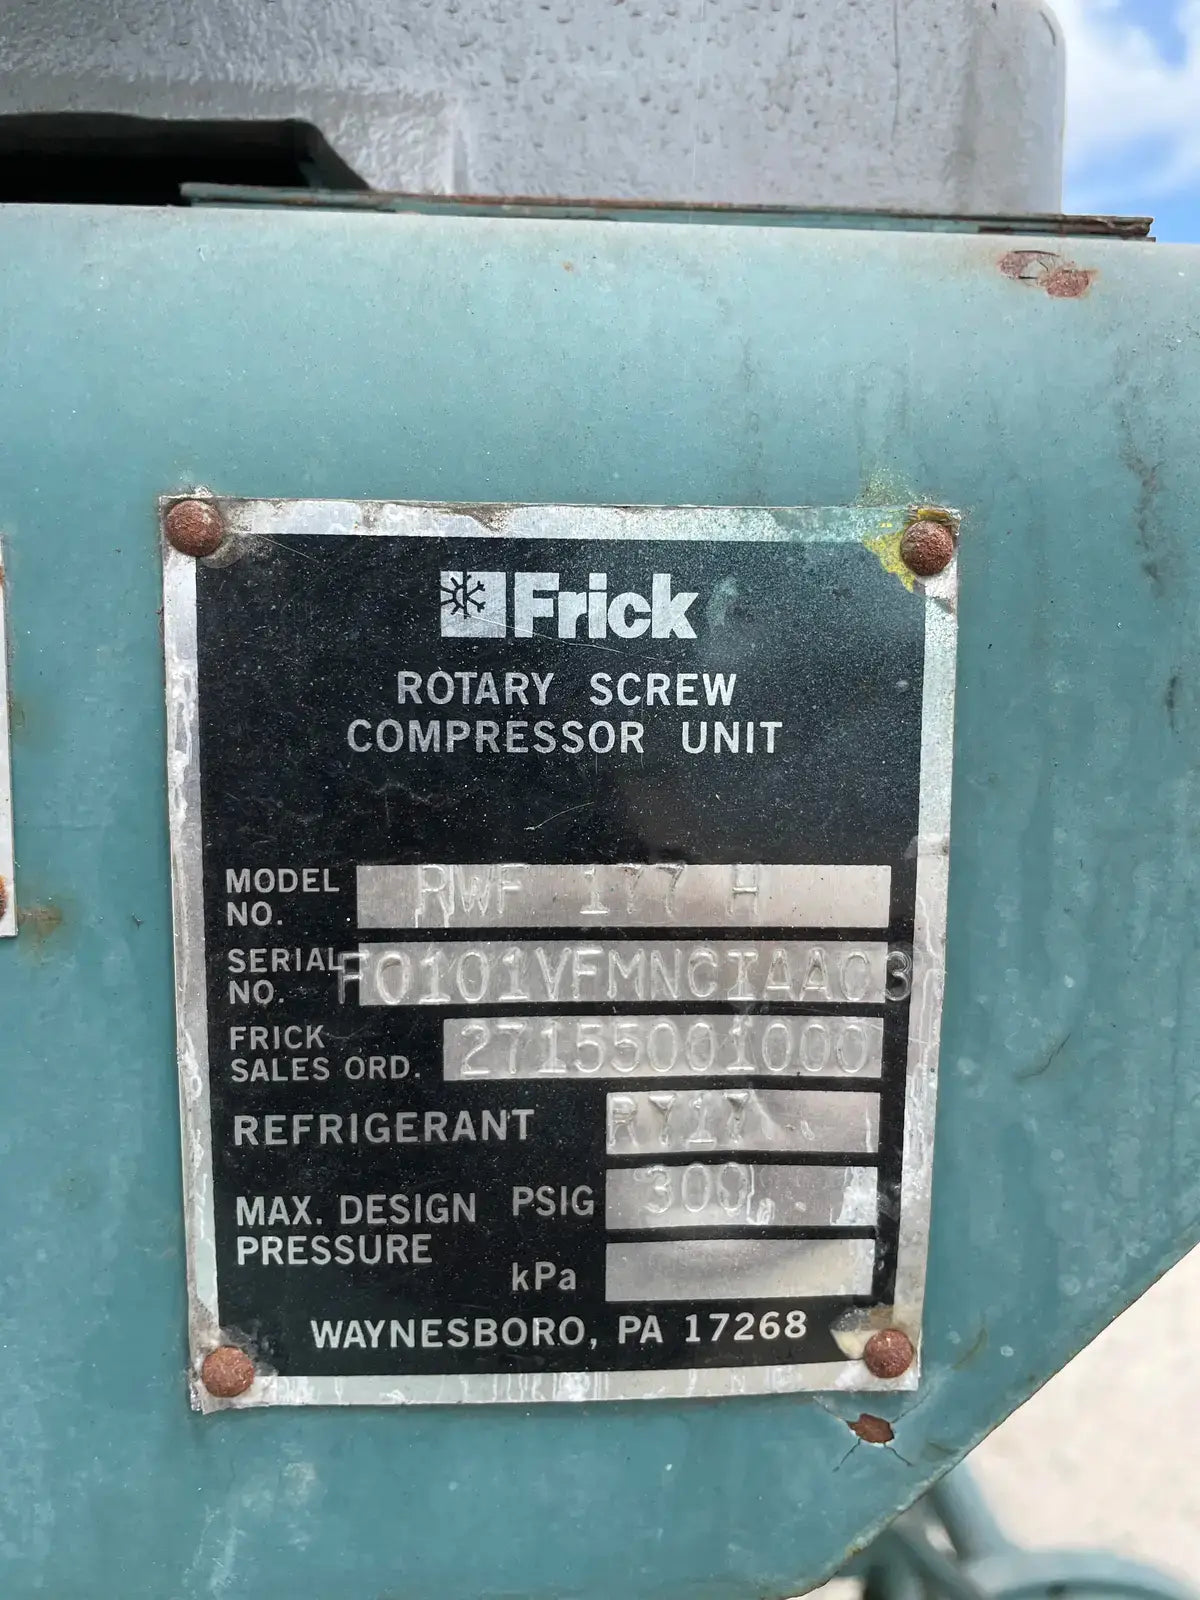 Frick
ROTARY SCREW
COMPRESSOR UNIT
MODEL NO. RWF 177 H
SERIAL NO. F0101VFMNCIAA03
FRICK SALES ORD. 27155001000
REFRIGERANT R717
MAX. DESIGN PRESSURE PSIG 300
kPa
WAYNESBORO, PA 17268